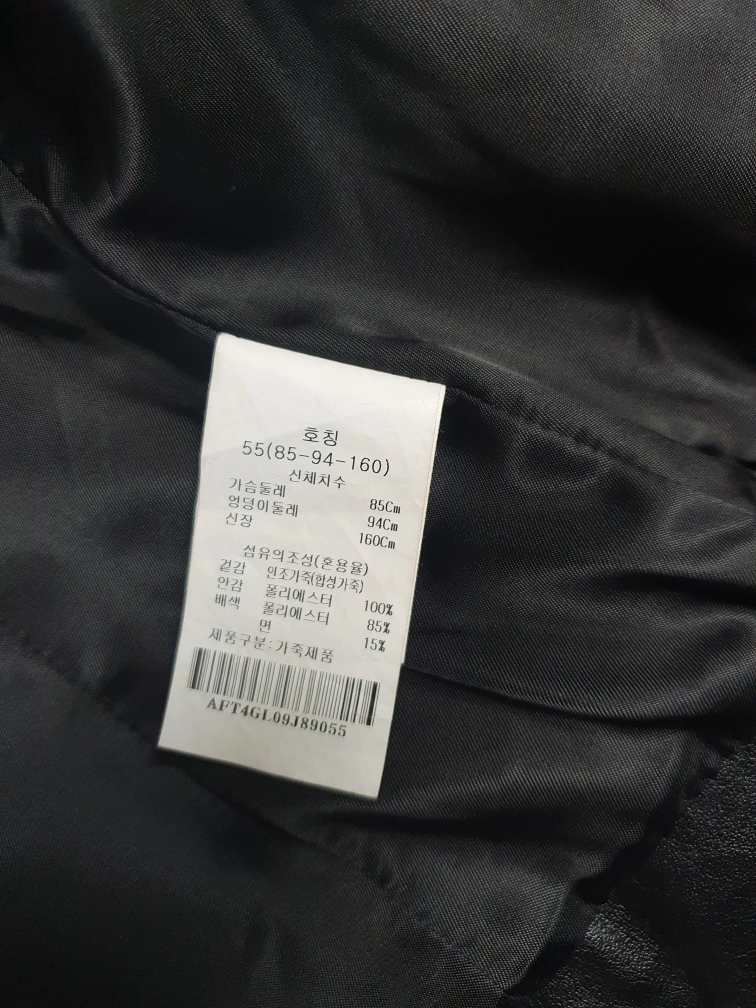 호칭
55(85-94-160)
신체치수
가슴둘레 85Cm
엉덩이둘레 94Cm
신장 160Cm
섬유의조성(혼용율)
겉감 인조가죽(합성가죽)
안감 폴리에스터 100%
배색 폴리에스터 85%
면 15%
제품구분:가죽제품
AFT4GL09J89055